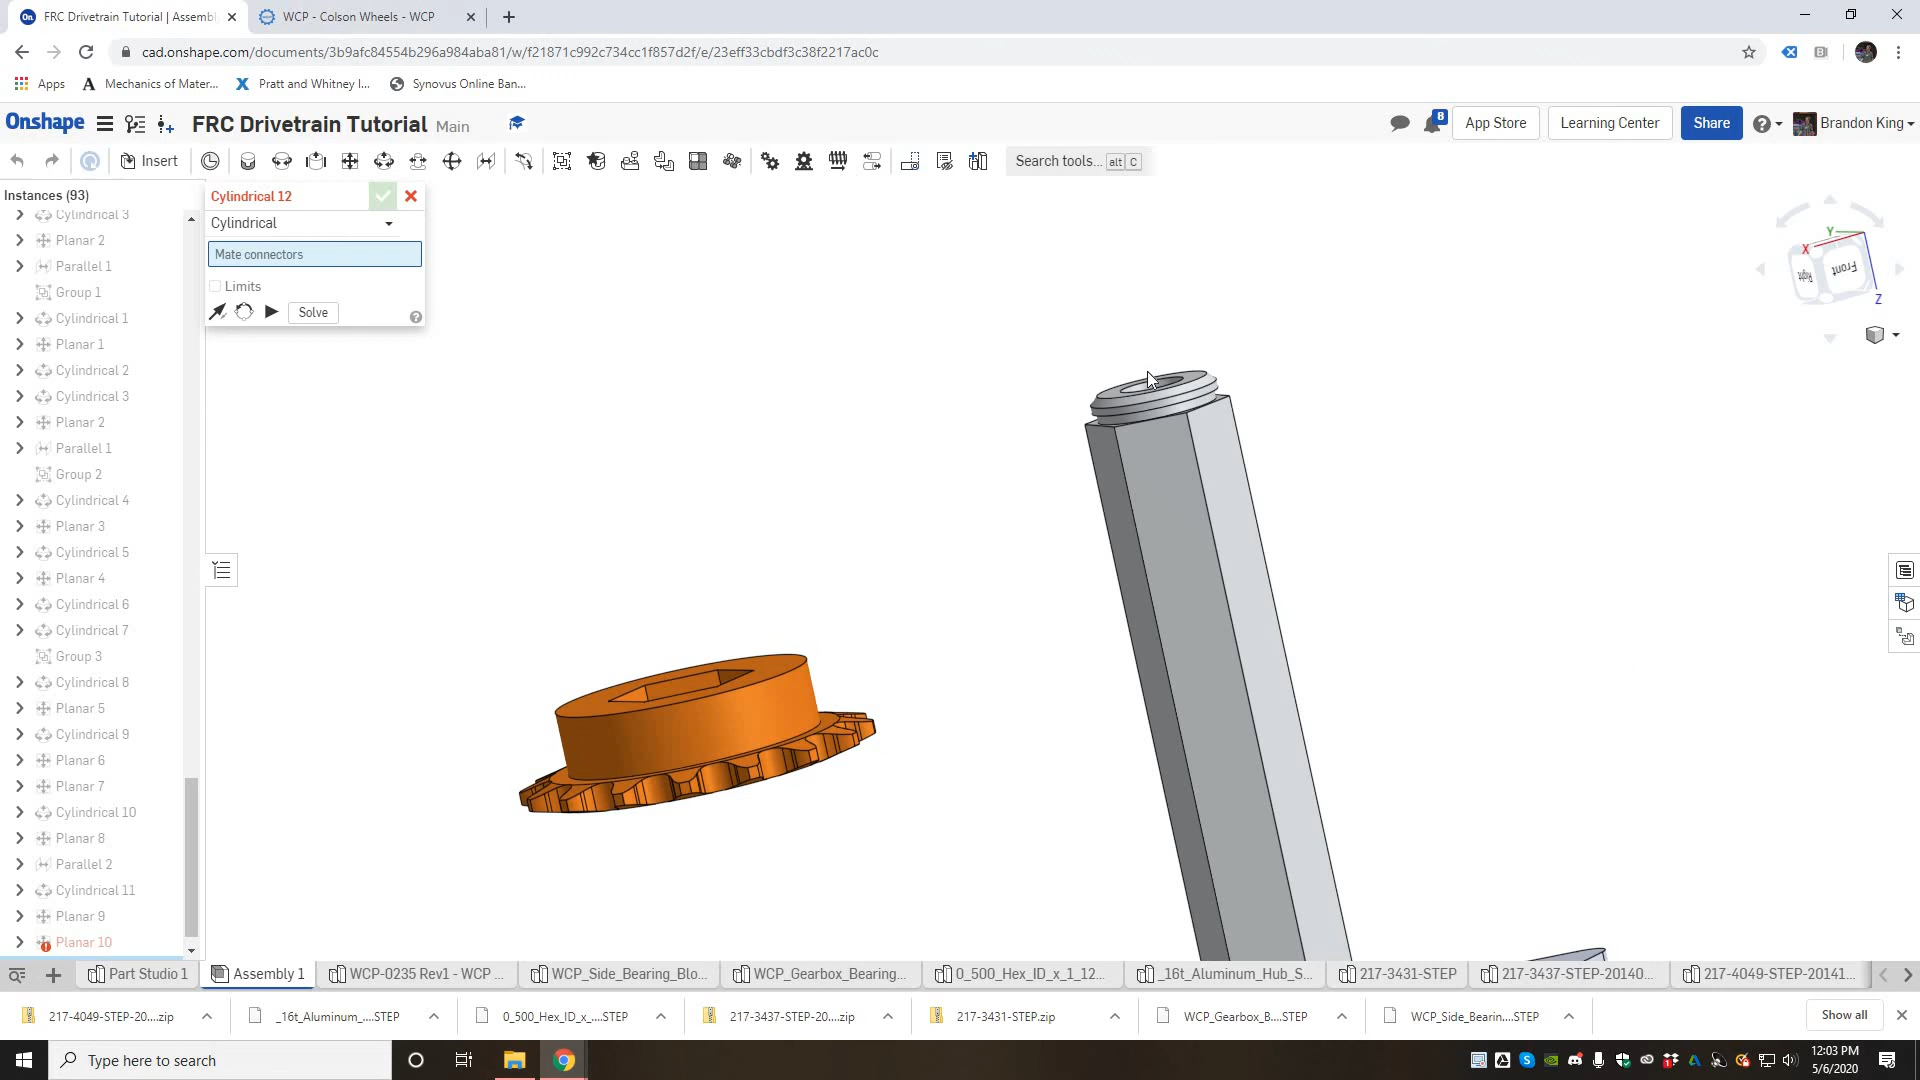 FRC Drivetrain Tutorial | Assembl
WCP - Colson Wheels - WCP
cad.onshape.com/documents/3b9afc84554b296a984aba81/w/f21871c992c734cc1f857d2f/e/23eff33cbdf3c38f2217ac0c
Apps
Mechanics of Mater...
Pratt and Whitney I...
Synovus Online Ban...
Onshape
FRC Drivetrain Tutorial Main
8
App Store
Learning Center
Share
Brandon King
Insert
Search tools... alt C
Instances (93)
Cylindrical 3
Planar 2
Parallel 1
Group 1
Cylindrical 1
Planar 1
Cylindrical 2
Cylindrical 3
Planar 2
Parallel 1
Group 2
Cylindrical 4
Planar 3
Cylindrical 5
Planar 4
Cylindrical 6
Cylindrical 7
Group 3
Cylindrical 8
Planar 5
Cylindrical 9
Planar 6
Planar 7
Cylindrical 10
Planar 8
Parallel 2
Cylindrical 11
Planar 9
Planar 10
Cylindrical 12
Cylindrical
Mate connectors
Limits
Solve
Y
X
Z
Front
Right
Part Studio 1
Assembly 1
WCP-0235 Rev1 - WCP ...
WCP_Side_Bearing_Blo...
WCP_Gearbox_Bearing...
0_500_Hex_ID_x_1_12...
_16t_Aluminum_Hub_S...
217-3431-STEP
217-3437-STEP-20140...
217-4049-STEP-20141...
217-4049-STEP-20....zip
_16t_Aluminum_....STEP
0_500_Hex_ID_x_....STEP
217-3437-STEP-20....zip
217-3431-STEP.zip
WCP_Gearbox_B....STEP
WCP_Side_Bearin....STEP
Show all
Type here to search
12:03 PM
5/6/2020